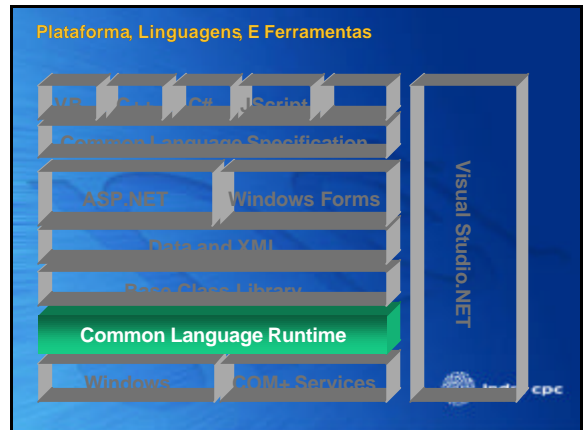 Plataforma, Linguagens, E Ferramentas
VB C++ C# JScript
Common Language Specification
ASP.NET Windows Forms
Data and XML
Base Class Library
Common Language Runtime
Windows COM+ Services
Visual Studio.NET
cpc